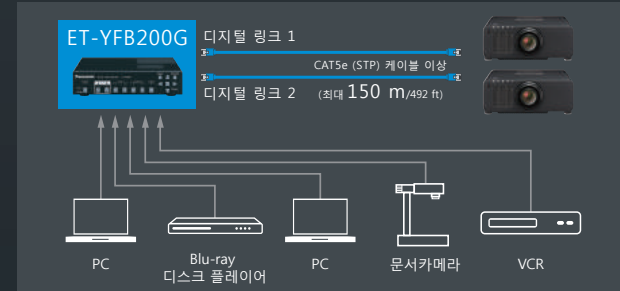 ET-YFB200G
디지털 링크 1
CAT5e (STP) 케이블 이상
디지털 링크 2
(최대 150 m/492 ft)
Panasonic
PC
Blu-ray
디스크 플레이어
PC
문서카메라
VCR